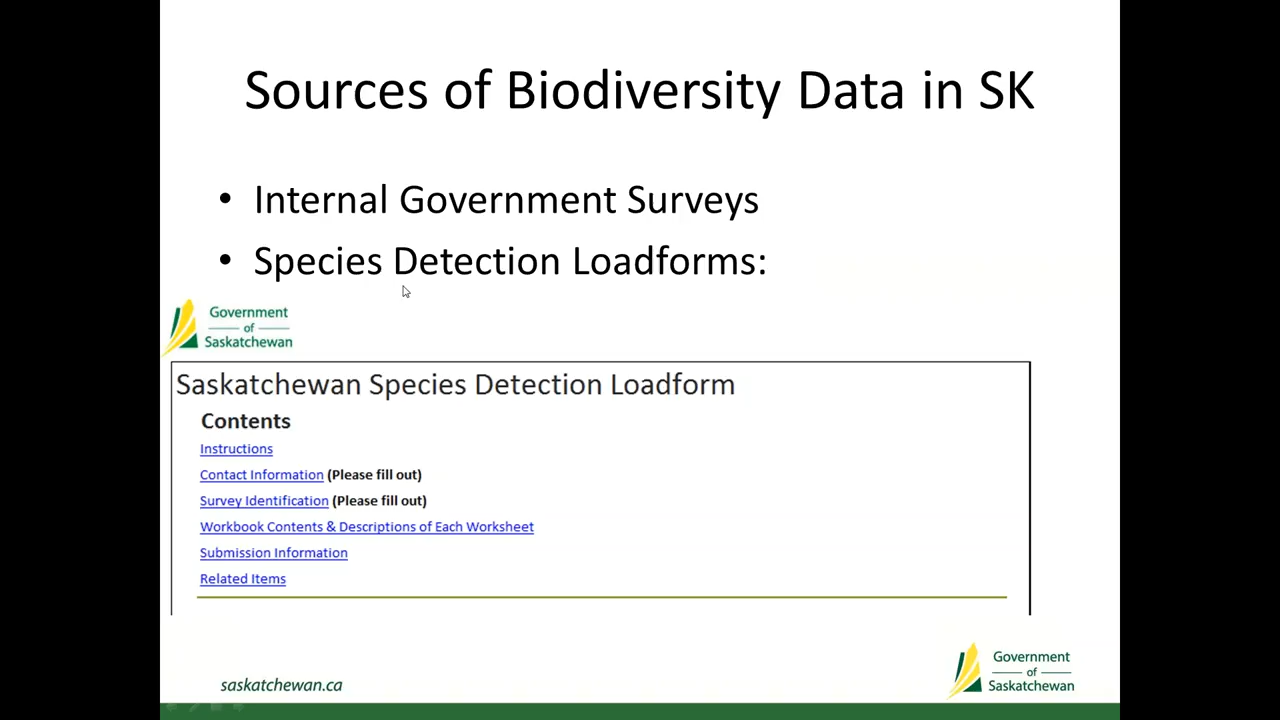 Sources of Biodiversity Data in SK
• Internal Government Surveys
• Species Detection Loadforms:
Government
of
Saskatchewan
Saskatchewan Species Detection Loadform
Contents
Instructions
Contact Information (Please fill out)
Survey Identification (Please fill out)
Workbook Contents & Descriptions of Each Worksheet
Submission Information
Related Items
saskatchewan.ca
Government
of
Saskatchewan